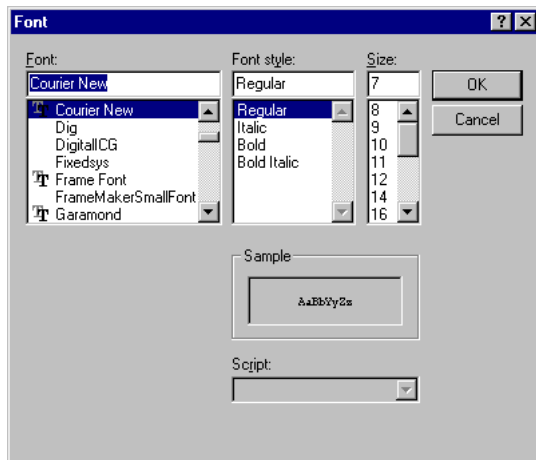 Font
Font: Font style: Size:
Courier New Regular 7 OK
Courier New Regular 8 Cancel
Dig Italic 9
DigitalICG Bold 10
Fixedsys Bold Italic 11
Frame Font 12
FrameMakerSmallFont 14
Garamond 16
Sample
AaBbYyZz
Script: